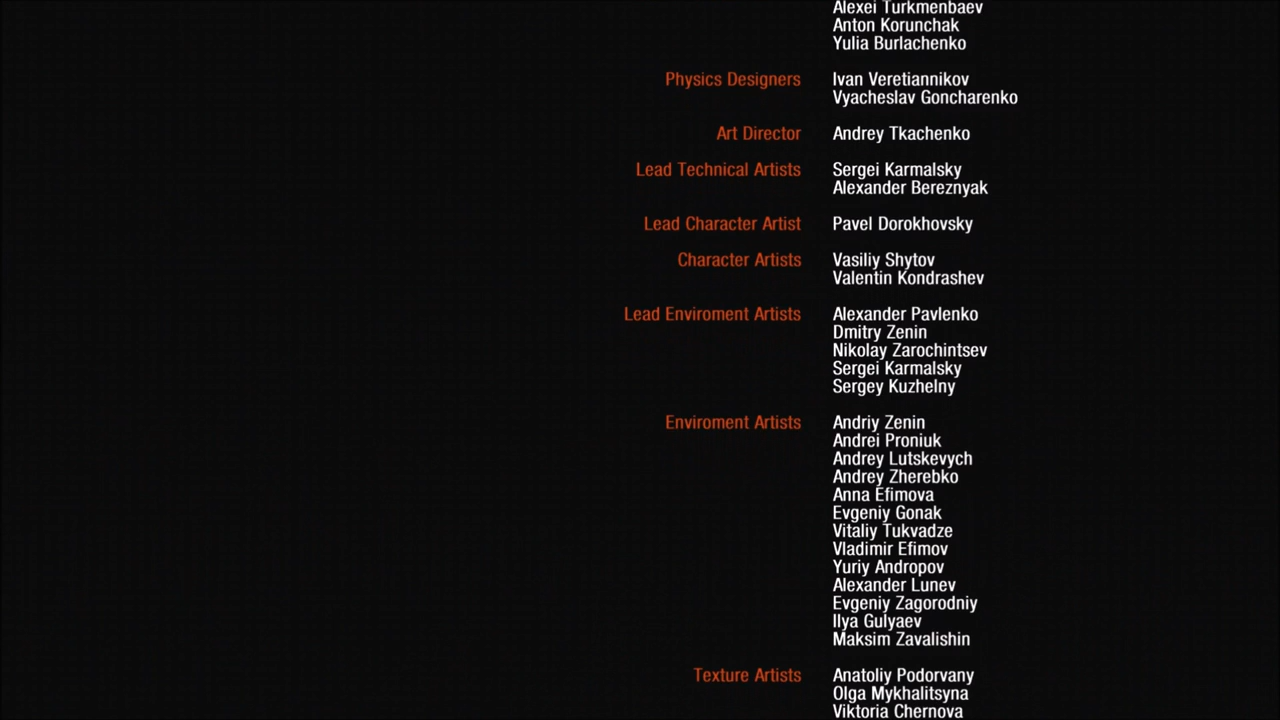 Alexei Turkmenbaev
Anton Korunchak
Yulia Burlachenko
Physics Designers Ivan Veretiannikov
Vyacheslav Goncharenko
Art Director Andrey Tkachenko
Lead Technical Artists Sergei Karmalsky
Alexander Bereznyak
Lead Character Artist Pavel Dorokhovsky
Character Artists Vasiliy Shytov
Valentin Kondrashev
Lead Enviroment Artists Alexander Pavlenko
Dmitry Zenin
Nikolay Zarochintsev
Sergei Karmalsky
Sergey Kuzhelny
Enviroment Artists Andriy Zenin
Andrei Proniuk
Andrey Lutskevych
Andrey Zherebko
Anna Efimova
Evgeniy Gonak
Vitaliy Tukvadze
Vladimir Efimov
Yuriy Andropov
Alexander Lunev
Evgeniy Zagorodniy
Ilya Gulyaev
Maksim Zavalishin
Texture Artists Anatoliy Podorvany
Olga Mykhalitsyna
Viktoria Chernova